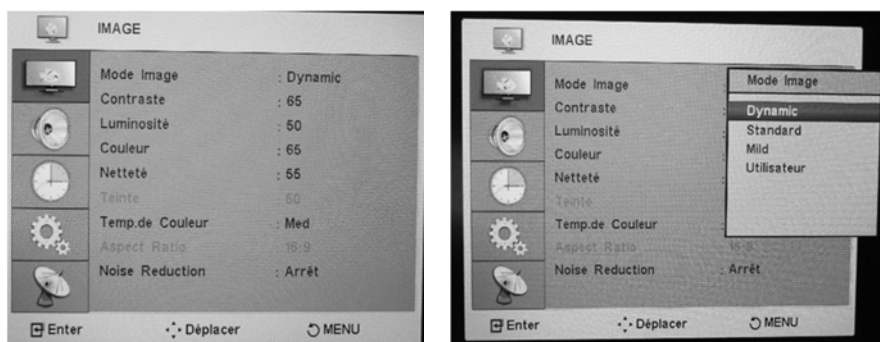 IMAGE
Mode Image : Dynamic
Contraste : 65
Luminosité : 50
Couleur : 65
Netteté : 55
Teinte : 50
Temp.de Couleur : Med
Aspect Ratio 16:9
Noise Reduction : Arrêt
Enter Déplacer MENU
IMAGE
Mode Image :
Contraste
Luminosité :
Couleur :
Netteté :
Teinte
Temp.de Couleur
Aspect Ratio : 16:9
Noise Reduction : Arrêt
Mode Image
Dynamic
Standard
Mild
Utilisateur
Enter Déplacer MENU